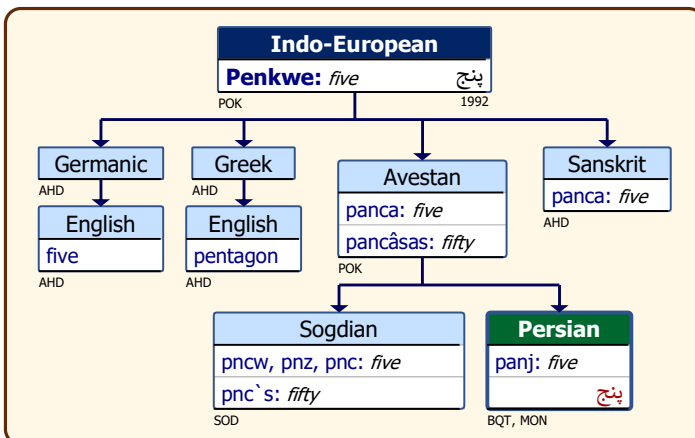 Indo-European
Penkwe: five پنج
POK 1992
Germanic
AHD
Greek
AHD
Avestan
panca: five
pancâsas: fifty
POK
Sanskrit
panca: five
AHD
English
five
AHD
English
pentagon
AHD
Sogdian
pncw, pnz, pnc: five
pnc`s: fifty
SOD
Persian
panj: five
پنج
BQT, MON